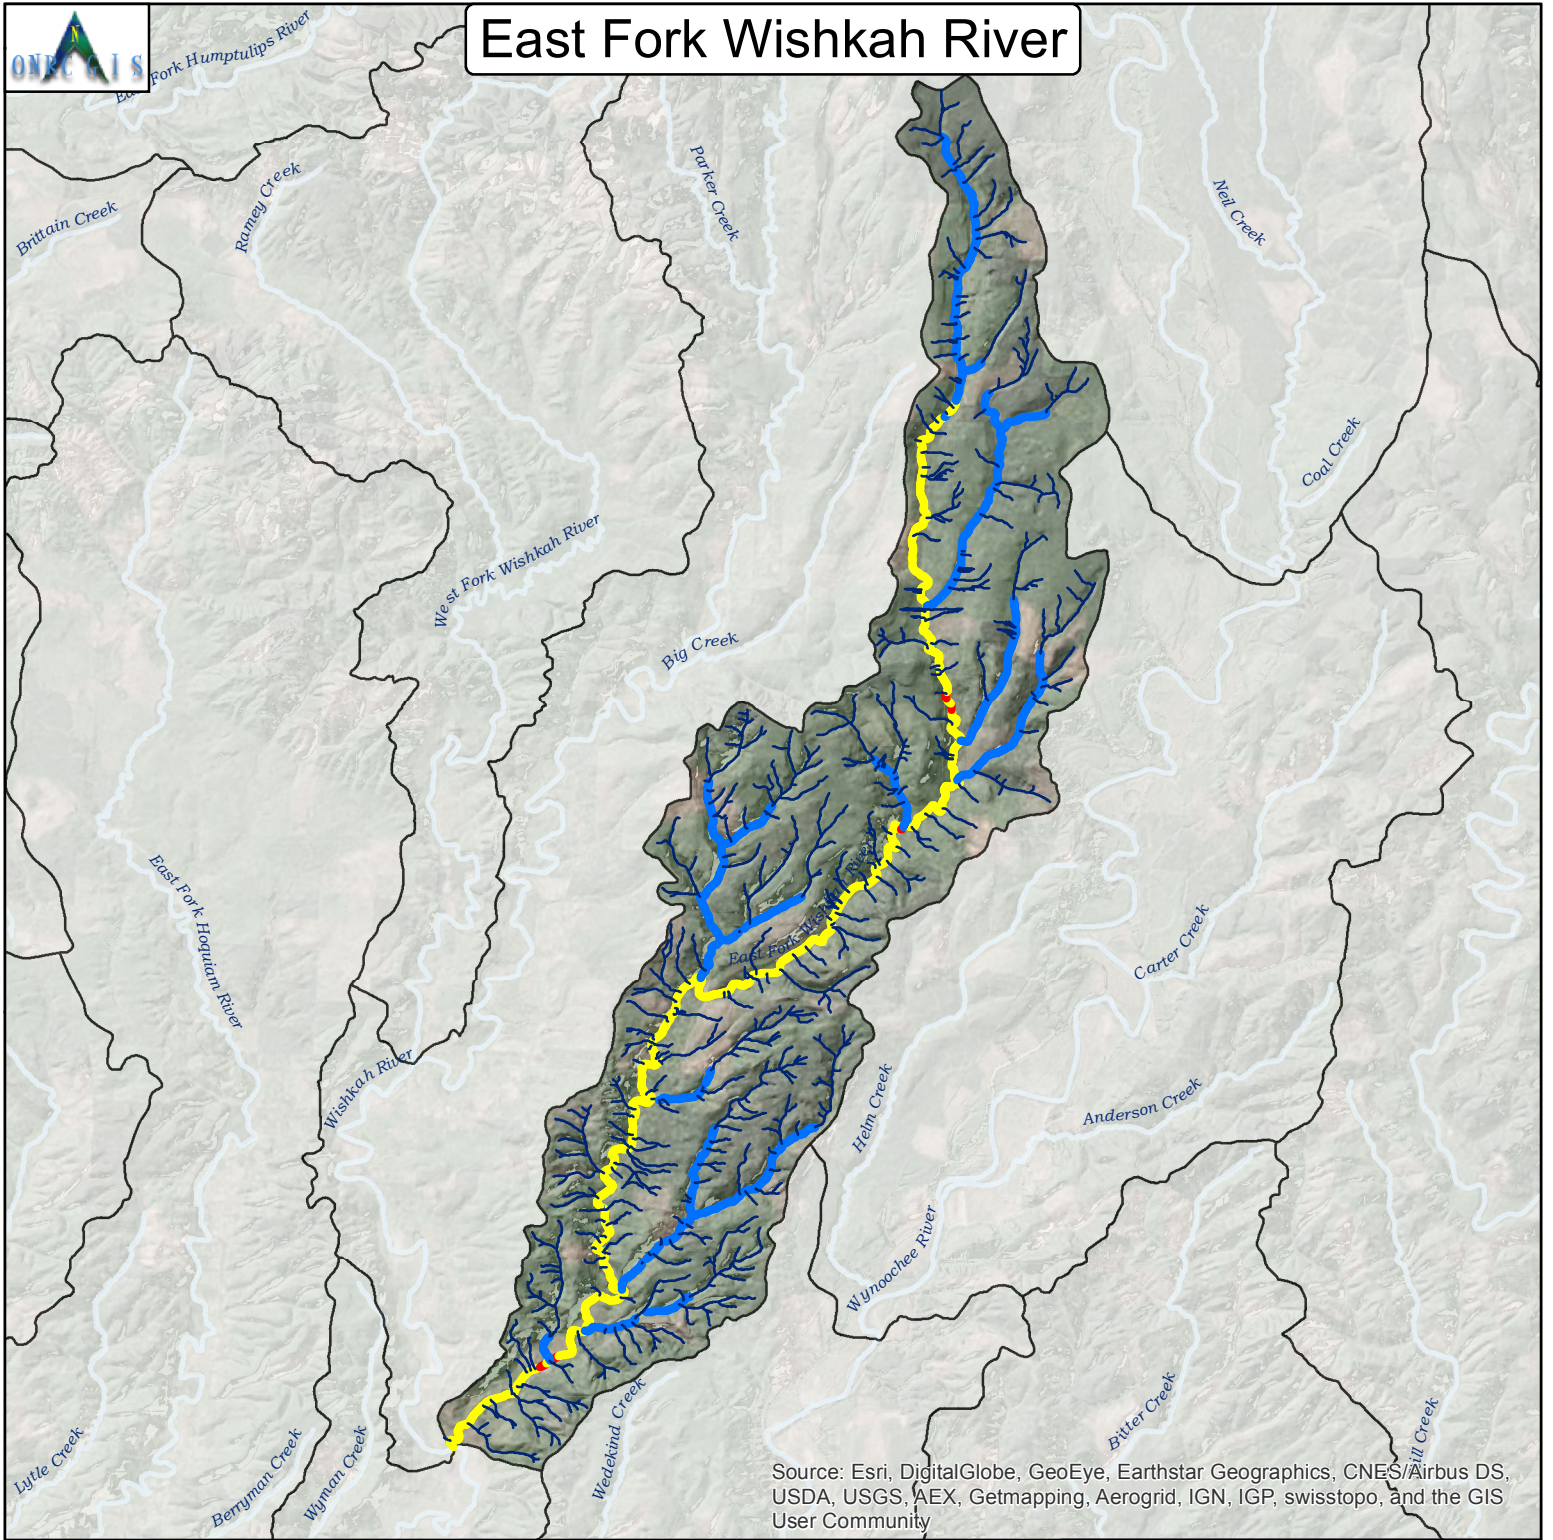 East Fork Wishkah River
N
ONRC GIS
East Fork Humptulips River
Parker Creek
Neil Creek
Ramey Creek
Brittain Creek
Coal Creek
West Fork Wishkah River
Big Creek
East Fork Hoquiam River
East Fork Wishkah River
Carter Creek
Wishkah River
Helm Creek
Anderson Creek
Wynoochee River
Wedekind Creek
Bitter Creek
Lytle Creek
Berryman Creek
Wyman Creek
Creek
Source: Esri, DigitalGlobe, GeoEye, Earthstar Geographics, CNES/Airbus DS,
USDA, USGS, AEX, Getmapping, Aerogrid, IGN, IGP, swisstopo, and the GIS
User Community